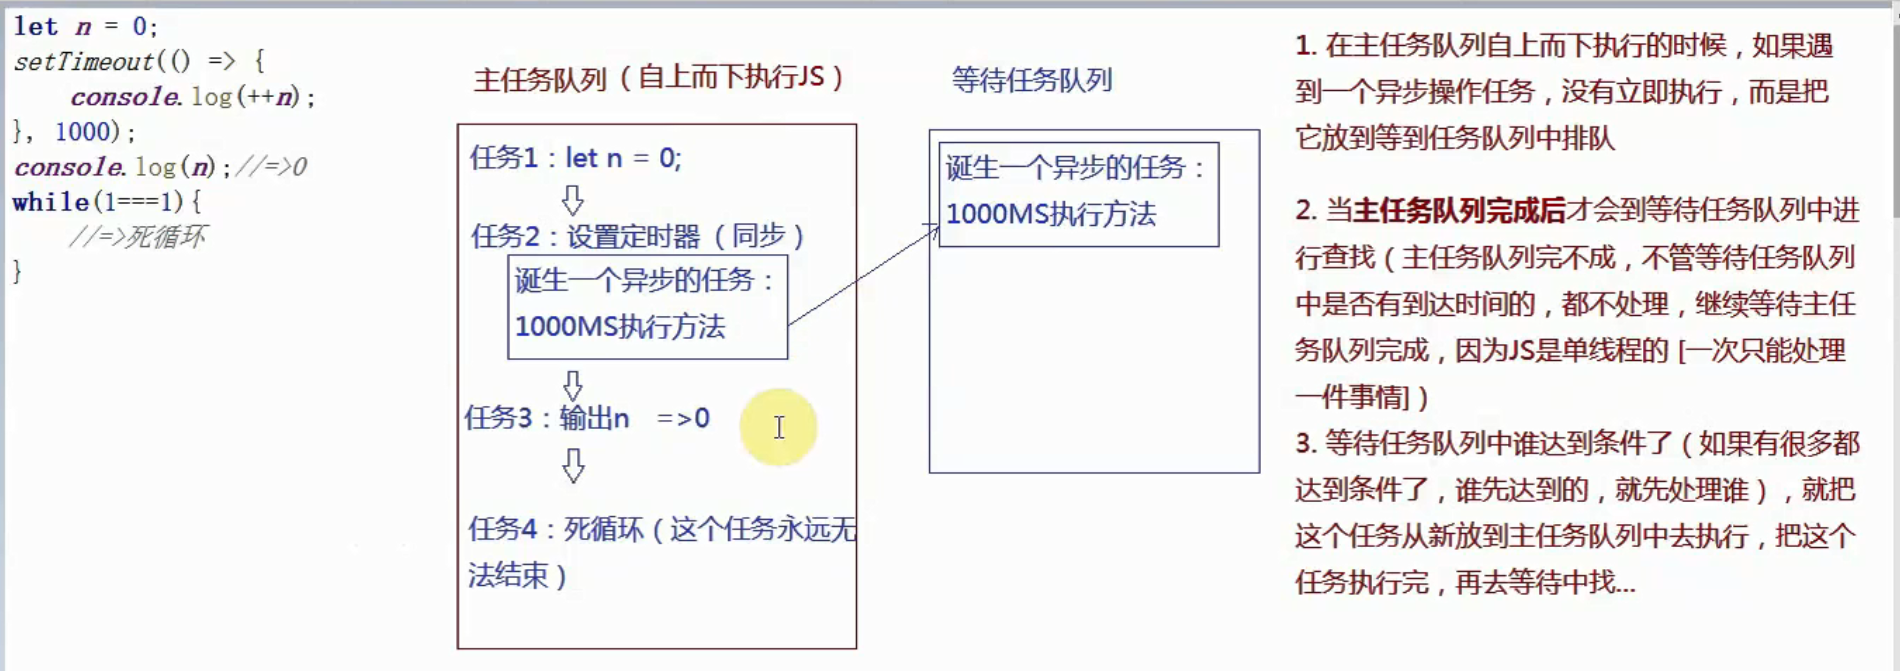 let n = 0;
setTimeout(() => {
console.log(++n);
}, 1000);
console.log(n);//=>0
while(1===1){
//=>死循环
}
主任务队列（自上而下执行JS）
任务1：let n = 0;
任务2：设置定时器（同步）
诞生一个异步的任务：
1000MS执行方法
任务3：输出n =>0
任务4：死循环（这个任务永远无
法结束）
等待任务队列
诞生一个异步的任务：
1000MS执行方法
1. 在主任务队列自上而下执行的时候，如果遇
到一个异步操作任务，没有立即执行，而是把
它放到等到任务队列中排队
2. 当主任务队列完成后才会到等待任务队列中进
行查找（主任务队列完不成，不管等待任务队列
中是否有到达时间的，都不处理，继续等待主任
务队列完成，因为JS是单线程的 [一次只能处理
一件事情]）
3. 等待任务队列中谁达到条件了（如果有很多都
达到条件了，谁先达到的，就先处理谁），就把
这个任务从新放到主任务队列中去执行，把这个
任务执行完，再去等待中找...